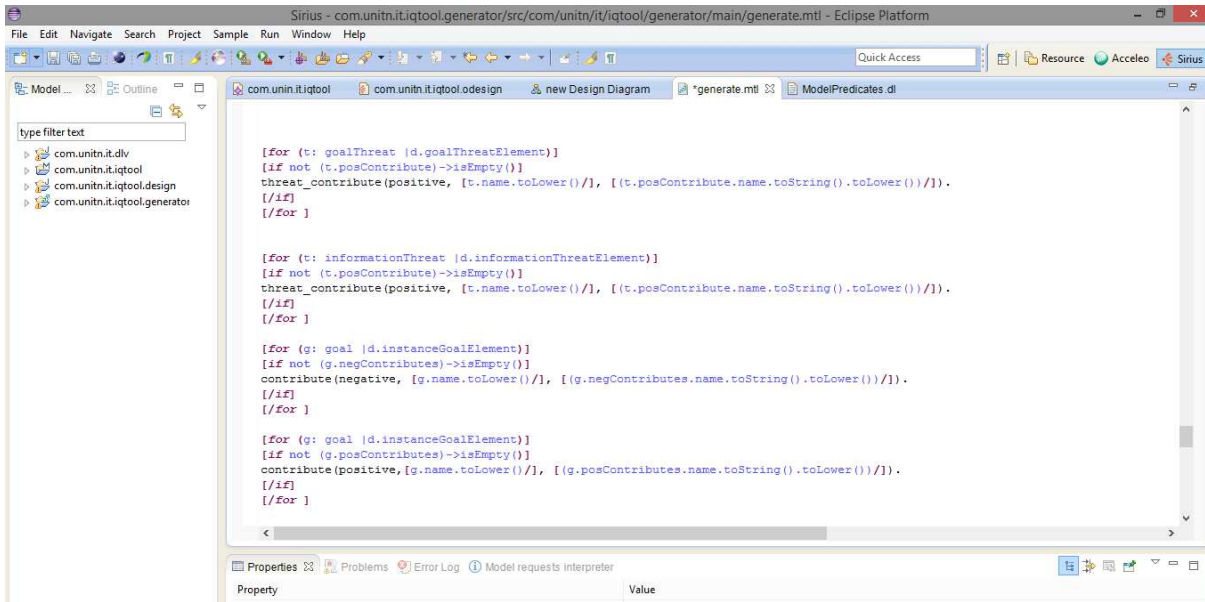 Sirius - com.unitn.it.iqtool.generator/src/com/unitn/it/iqtool/generator/main/generate.mtl - Eclipse Platform
File Edit Navigate Search Project Sample Run Window Help
Quick Access Resource Acceleo Sirius
Model ... Outline
com.unin.it.iqtool com.unitn.it.iqtool.odesign new Design Diagram *generate.mtl ModelPredicates.dl
type filter text
com.unitn.it.dlv
com.unitn.it.iqtool
com.unitn.it.iqtool.design
com.unitn.it.iqtool.generator
[for (t: goalThreat |d.goalThreatElement)]
[if not (t.posContribute)->isEmpty()]
threat_contribute(positive, [t.name.toLower()/], [(t.posContribute.name.toString().toLower())/]).
[/if]
[/for ]
[for (t: informationThreat |d.informationThreatElement)]
[if not (t.posContribute)->isEmpty()]
threat_contribute(positive, [t.name.toLower()/], [(t.posContribute.name.toString().toLower())/]).
[/if]
[/for ]
[for (g: goal |d.instanceGoalElement)]
[if not (g.negContributes)->isEmpty()]
contribute(negative, [g.name.toLower()/], [(g.negContributes.name.toString().toLower())/]).
[/if]
[/for ]
[for (g: goal |d.instanceGoalElement)]
[if not (g.posContributes)->isEmpty()]
contribute(positive,[g.name.toLower()/], [(g.posContributes.name.toString().toLower())/]).
[/if]
[/for ]
Properties Problems Error Log Model requests interpreter
Property Value